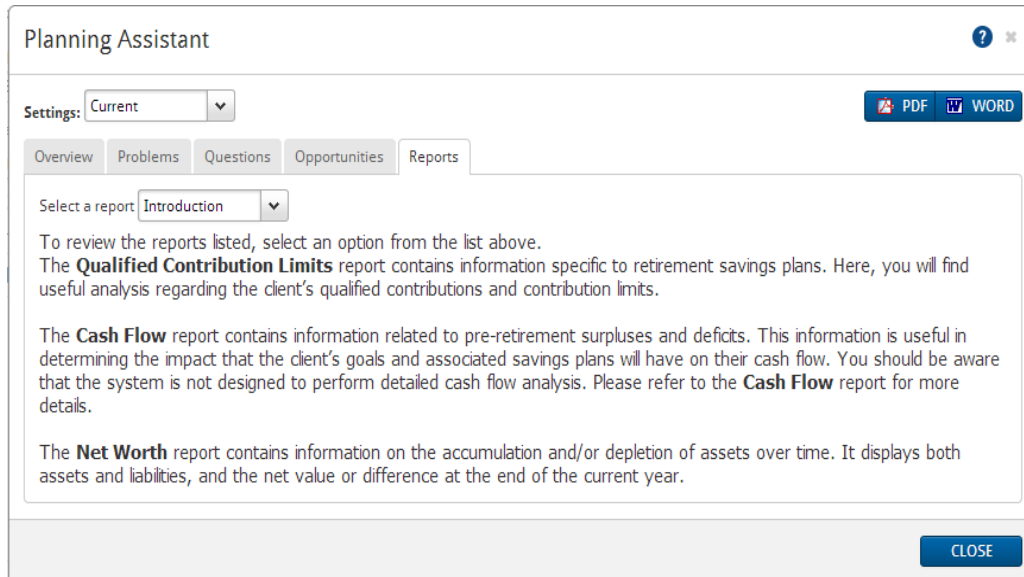 Planning Assistant
?
Settings: Current
PDF WORD
Overview Problems Questions Opportunities Reports
Select a report Introduction
To review the reports listed, select an option from the list above.
The Qualified Contribution Limits report contains information specific to retirement savings plans. Here, you will find
useful analysis regarding the client's qualified contributions and contribution limits.
The Cash Flow report contains information related to pre-retirement surpluses and deficits. This information is useful in
determining the impact that the client's goals and associated savings plans will have on their cash flow. You should be aware
that the system is not designed to perform detailed cash flow analysis. Please refer to the Cash Flow report for more
details.
The Net Worth report contains information on the accumulation and/or depletion of assets over time. It displays both
assets and liabilities, and the net value or difference at the end of the current year.
CLOSE